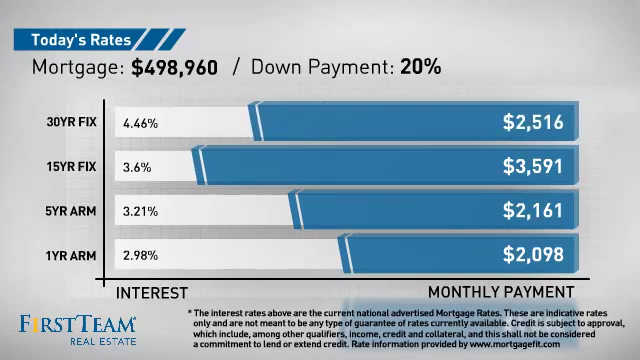 Today's Rates
Mortgage: $498,960 / Down Payment: 20%
30YR FIX 4.46% $2,516
15YR FIX 3.6% $3,591
5YR ARM 3.21% $2,161
1YR ARM 2.98% $2,098
INTEREST MONTHLY PAYMENT
* The interest rates above are the current national advertised Mortgage Rates. These are indicative rates
only and are not meant to be any type of guarantee of rates currently available. Credit is subject to approval,
which include, among other qualifiers, income, credit and collateral, and this shall not be considered
a commitment to lend or extend credit. Rate information provided by www.mortgagefit.com
FIRSTTEAM®
REAL ESTATE